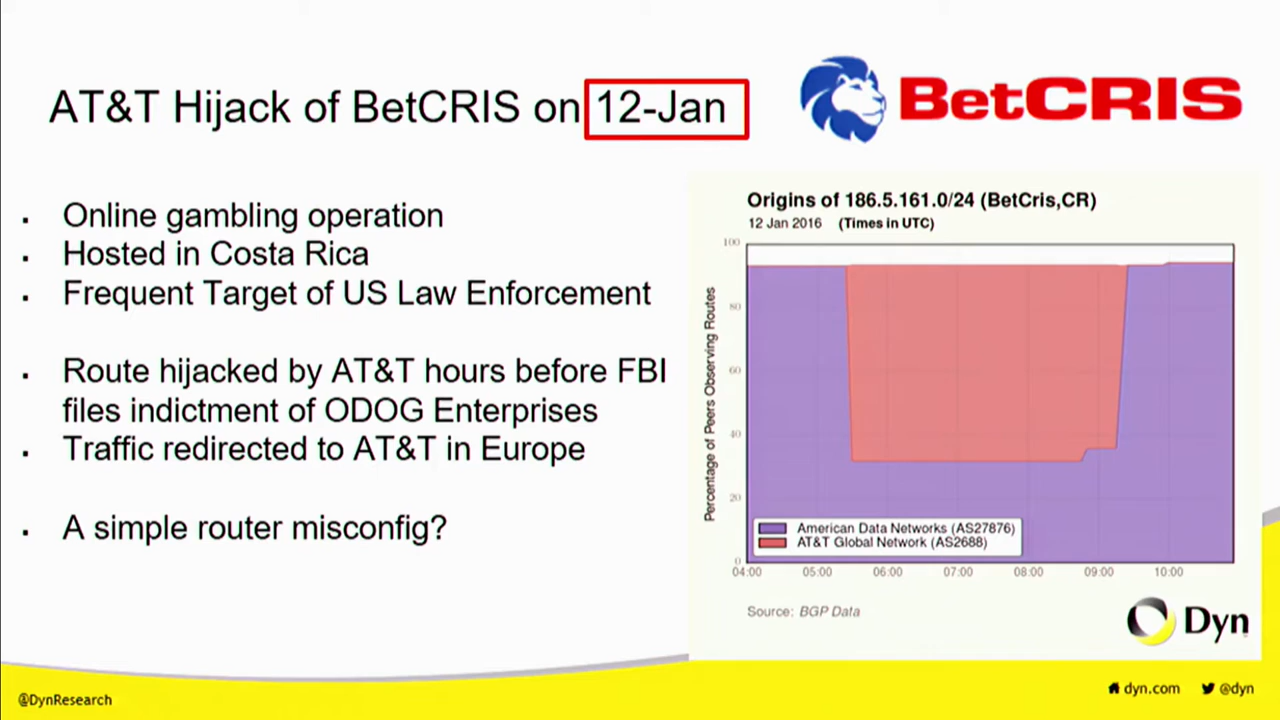 AT&T Hijack of BetCRIS on 12-Jan
BetCRIS
▪ Online gambling operation
▪ Hosted in Costa Rica
▪ Frequent Target of US Law Enforcement
▪ Route hijacked by AT&T hours before FBI
files indictment of ODOG Enterprises
▪ Traffic redirected to AT&T in Europe
▪ A simple router misconfig?
Origins of 186.5.161.0/24 (BetCris,CR)
12 Jan 2016 (Times in UTC)
Percentage of Peers Observing Routes
100
80
60
40
20
0
American Data Networks (AS27876)
AT&T Global Network (AS2688)
04:00 05:00 06:00 07:00 08:00 09:00 10:00
Source: BGP Data
Dyn
@DynResearch
dyn.com @dyn